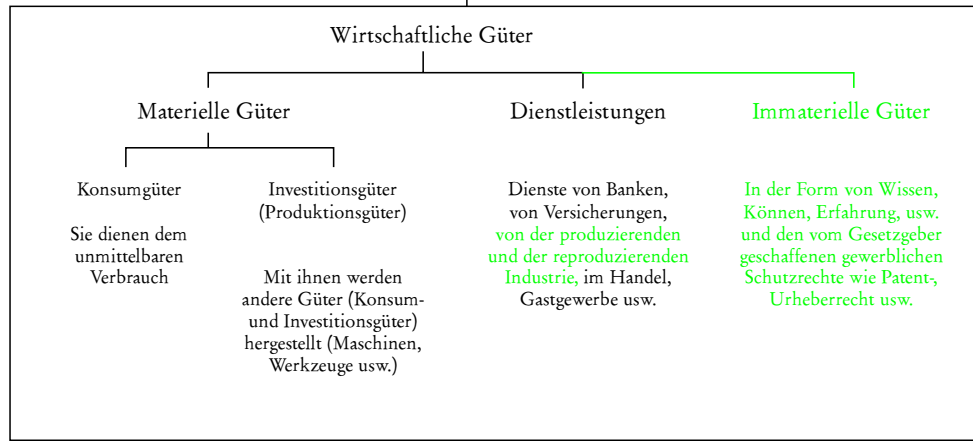 Wirtschaftliche Güter
Materielle Güter
Dienstleistungen
Immaterielle Güter
Konsumgüter
Sie dienen dem
unmittelbaren
Verbrauch
Investitionsgüter
(Produktionsgüter)
Mit ihnen werden
andere Güter (Konsum-
und Investitionsgüter)
hergestellt (Maschinen,
Werkzeuge usw.)
Dienste von Banken,
von Versicherungen,
von der produzierenden
und der reproduzierenden
Industrie, im Handel,
Gastgewerbe usw.
In der Form von Wissen,
Können, Erfahrung, usw.
und den vom Gesetzgeber
geschaffenen gewerblichen
Schutzrechte wie Patent-,
Urheberrecht usw.